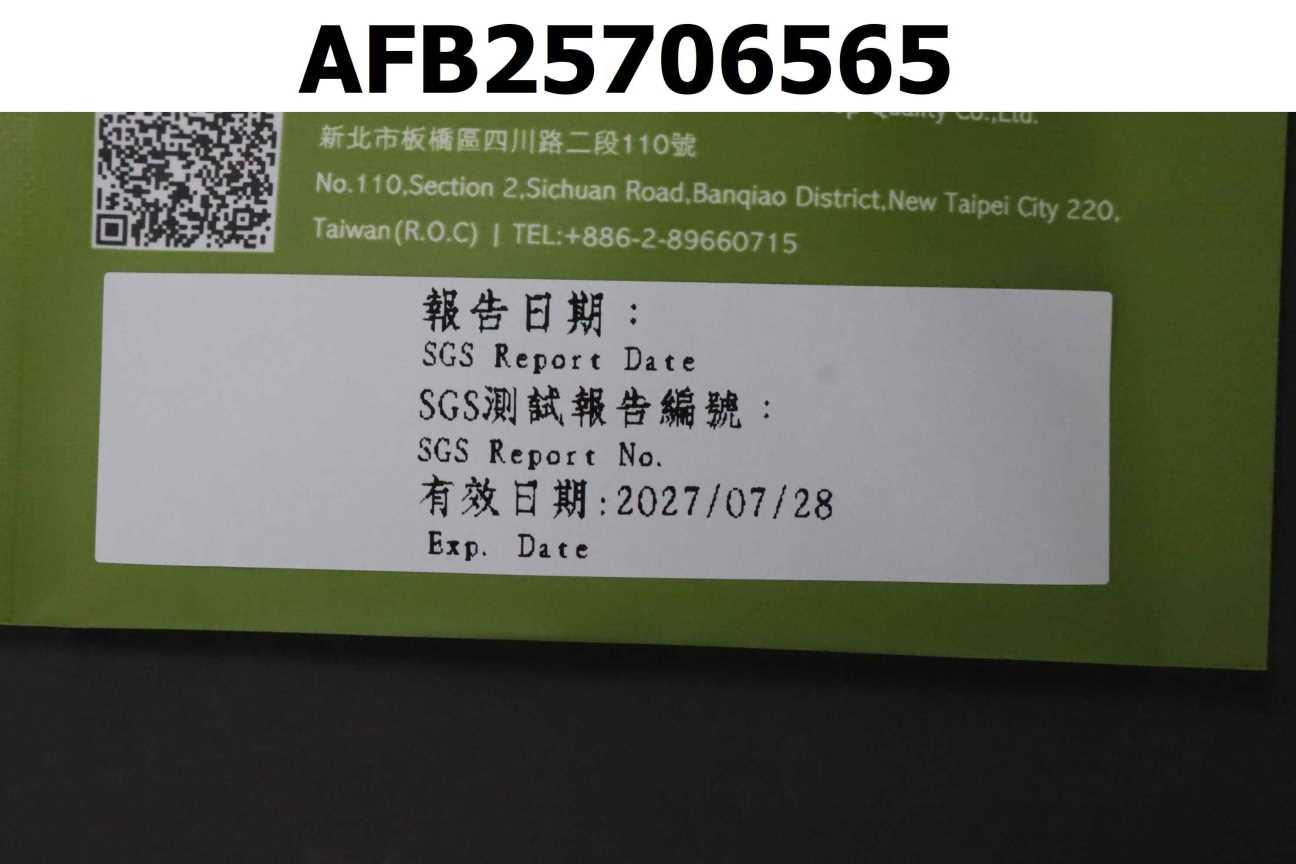 AFB25706565
Quality Co.,Ltd.
新北市板橋區四川路二段110號
No.110,Section 2,Sichuan Road,Banqiao District,New Taipei City 220,
Taiwan(R.O.C) | TEL:+886-2-89660715
報告日期：
SGS Report Date
SGS測試報告編號：
SGS Report No.
有效日期:2027/07/28
Exp. Date